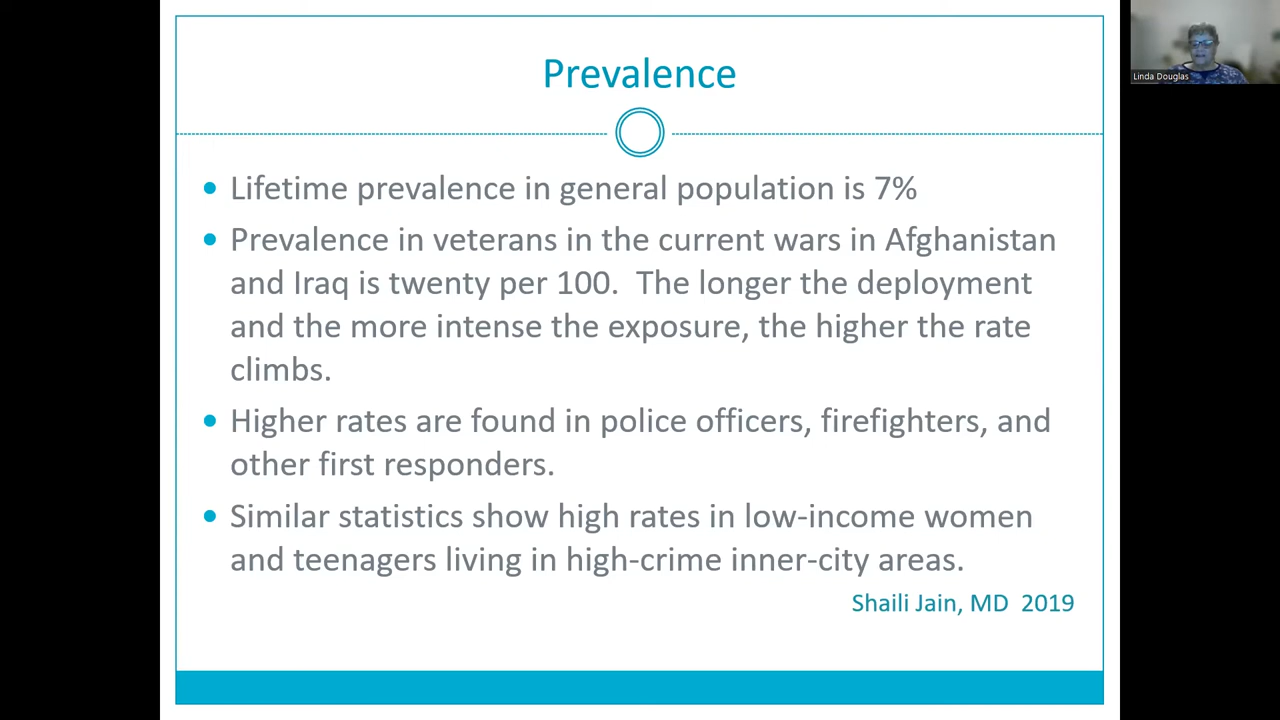 Prevalence
Linda Douglas
Lifetime prevalence in general population is 7%
Prevalence in veterans in the current wars in Afghanistan
and Iraq is twenty per 100.  The longer the deployment
and the more intense the exposure, the higher the rate
climbs.
Higher rates are found in police officers, firefighters, and
other first responders.
Similar statistics show high rates in low-income women
and teenagers living in high-crime inner-city areas.
Shaili Jain, MD  2019